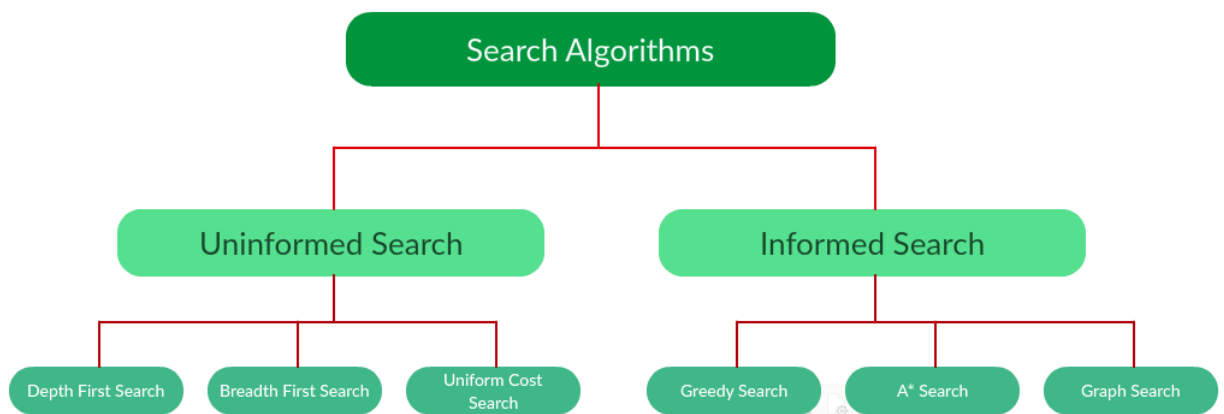 Search Algorithms
Uninformed Search
Informed Search
Depth First Search
Breadth First Search
Uniform Cost
Search
Greedy Search
A* Search
Graph Search